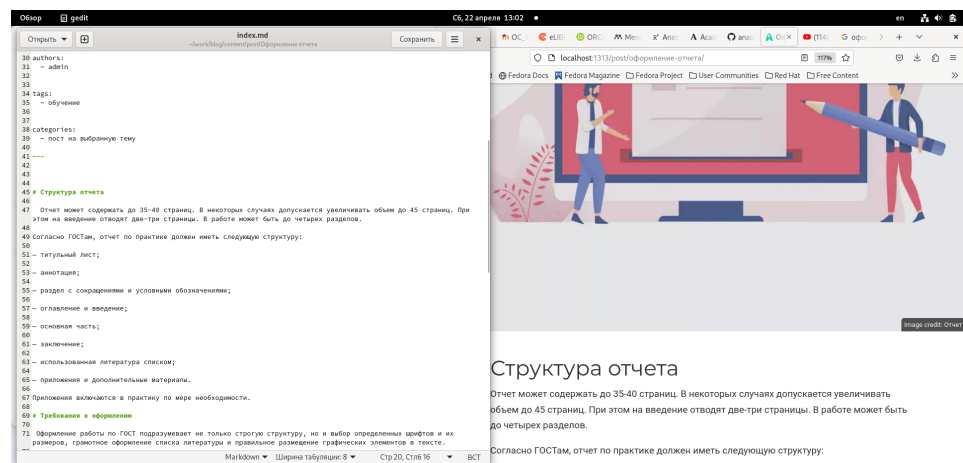 Обзор gedit Сб, 22 апреля 13:02 en
Открыть index.md Сохранить
~/work/blog/content/post/Оформление отчета
30 authors:
31 - admin
32
33
34 tags:
35 - обучение
36
37
38 categories:
39 - пост на выбранную тему
40
41 ---
42
43
44
45 # Структура отчета
46
47 Отчет может содержать до 35-40 страниц. В некоторых случаях допускается увеличивать объем до 45 страниц. При
этом на введение отводят две-три страницы. В работе может быть до четырех разделов.
48
49 Согласно ГОСТам, отчет по практике должен иметь следующую структуру:
50
51 — титульный лист;
52
53 — аннотация;
54
55 — раздел с сокращениями и условными обозначениями;
56
57 — оглавление и введение;
58
59 — основная часть;
60
61 — заключение;
62
63 — использованная литература списком;
64
65 — приложения и дополнительные материалы.
66
67 Приложения включаются в практику по мере необходимости.
68
69 # Требования к оформлению
70
71 Оформление работы по ГОСТ подразумевает не только строгую структуру, но и выбор определенных шрифтов и их
размеров, грамотное оформление списка литературы и правильное размещение графических элементов в тексте.
Markdown Ширина табуляции: 8 Стр 20, Стлб 16 ВСТ
OC_ eLIB ORC Мени Анас Acad anas (114)
localhost:1313/post/оформление-отчета/ 117%
Fedora Docs Fedora Magazine Fedora Project User Communities Red Hat Free Content
Image credit: Отчет
Структура отчета
Отчет может содержать до 35-40 страниц. В некоторых случаях допускается увеличивать
объем до 45 страниц. При этом на введение отводят две-три страницы. В работе может быть
до четырех разделов.
Согласно ГОСТам, отчет по практике должен иметь следующую структуру: